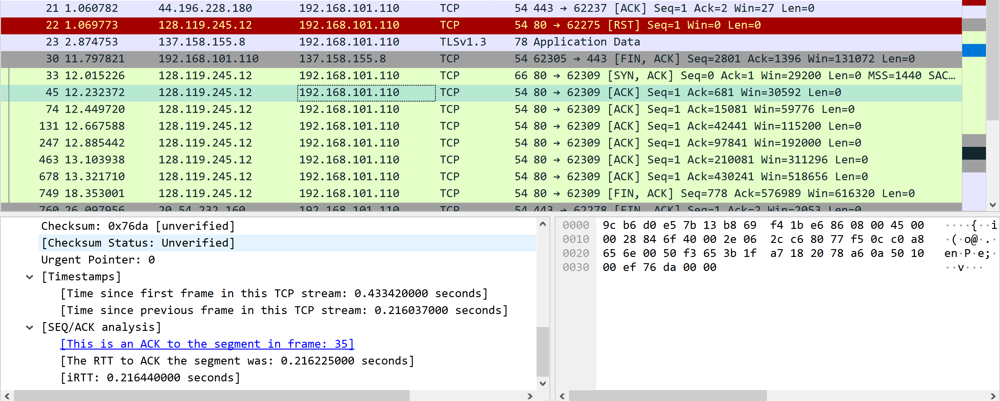 21 1.060782 44.196.228.180 192.168.101.110 TCP 54 443 → 62237 [ACK] Seq=1 Ack=2 Win=27 Len=0
22 1.069773 128.119.245.12 192.168.101.110 TCP 54 80 → 62275 [RST] Seq=1 Win=0 Len=0
23 2.874753 137.158.155.8 192.168.101.110 TLSv1.3 78 Application Data
30 11.797821 192.168.101.110 137.158.155.8 TCP 54 62305 → 443 [FIN, ACK] Seq=2801 Ack=1396 Win=131072 Len=0
33 12.015226 128.119.245.12 192.168.101.110 TCP 66 80 → 62309 [SYN, ACK] Seq=0 Ack=1 Win=29200 Len=0 MSS=1440 SAC…
45 12.232372 128.119.245.12 192.168.101.110 TCP 54 80 → 62309 [ACK] Seq=1 Ack=681 Win=30592 Len=0
74 12.449720 128.119.245.12 192.168.101.110 TCP 54 80 → 62309 [ACK] Seq=1 Ack=15081 Win=59776 Len=0
131 12.667588 128.119.245.12 192.168.101.110 TCP 54 80 → 62309 [ACK] Seq=1 Ack=42441 Win=115200 Len=0
247 12.885442 128.119.245.12 192.168.101.110 TCP 54 80 → 62309 [ACK] Seq=1 Ack=97841 Win=192000 Len=0
463 13.103938 128.119.245.12 192.168.101.110 TCP 54 80 → 62309 [ACK] Seq=1 Ack=210081 Win=311296 Len=0
678 13.321710 128.119.245.12 192.168.101.110 TCP 54 80 → 62309 [ACK] Seq=1 Ack=430241 Win=518656 Len=0
749 18.353001 128.119.245.12 192.168.101.110 TCP 54 80 → 62309 [FIN, ACK] Seq=778 Ack=576989 Win=616320 Len=0
760 26.097956 20.54.232.160 192.168.101.110 TCP 54 443 → 62278 [FIN, ACK] Seq=1 Ack=2 Win=2053 Len=0
Checksum: 0x76da [unverified]
[Checksum Status: Unverified]
Urgent Pointer: 0
[Timestamps]
[Time since first frame in this TCP stream: 0.433420000 seconds]
[Time since previous frame in this TCP stream: 0.216037000 seconds]
[SEQ/ACK analysis]
[This is an ACK to the segment in frame: 35]
[The RTT to ACK the segment was: 0.216225000 seconds]
[iRTT: 0.216440000 seconds]
0000 9c b6 d0 e5 7b 13 b8 69 f4 1b e6 86 08 00 45 00 ····{··i
0010 00 28 84 6f 40 00 2e 06 2c c6 80 77 f5 0c c0 a8 ·(·o@·.·
0020 65 6e 00 50 f3 65 3b 1f a7 18 20 78 a6 0a 50 10 en·P·e;·
0030 00 ef 76 da 00 00 ··v···